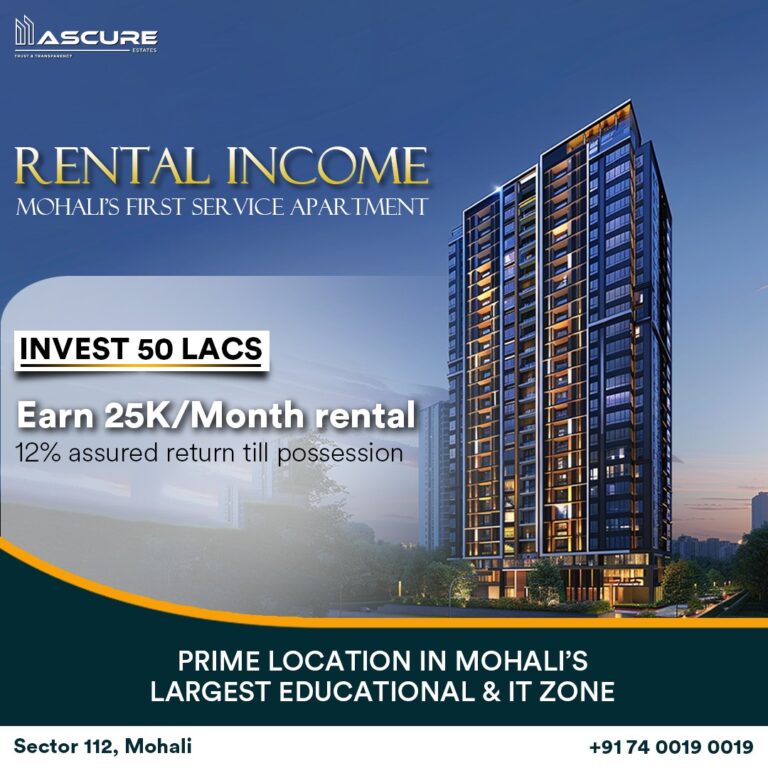 ASCURE
ESTATES
TRUST & TRANSPARENCY
RENTAL INCOME
MOHALI'S FIRST SERVICE APARTMENT
INVEST 50 LACS
Earn 25K/Month rental
12% assured return till possession
PRIME LOCATION IN MOHALI'S
LARGEST EDUCATIONAL & IT ZONE
Sector 112, Mohali
+91 74 0019 0019